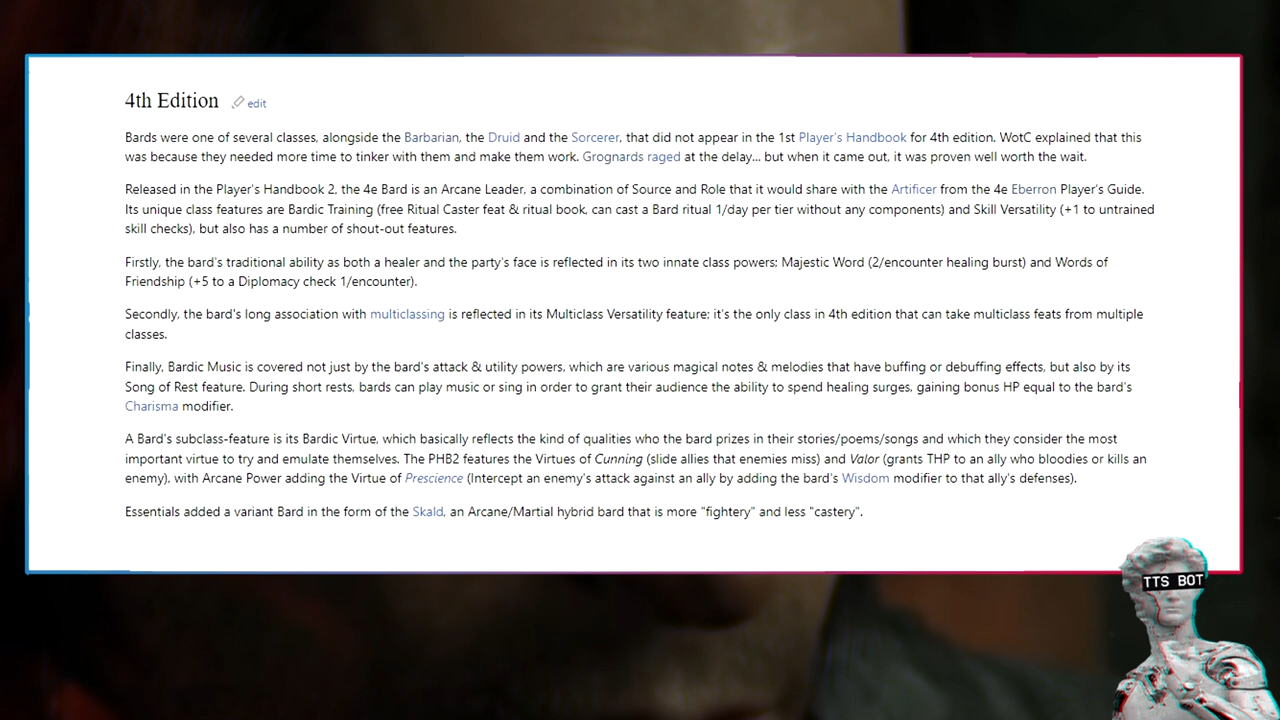 4th Edition edit
Bards were one of several classes, alongside the Barbarian, the Druid and the Sorcerer, that did not appear in the 1st Player's Handbook for 4th edition. WotC explained that this
was because they needed more time to tinker with them and make them work. Grognards raged at the delay... but when it came out, it was proven well worth the wait.
Released in the Player's Handbook 2, the 4e Bard is an Arcane Leader, a combination of Source and Role that it would share with the Artificer from the 4e Eberron Player's Guide.
Its unique class features are Bardic Training (free Ritual Caster feat & ritual book, can cast a Bard ritual 1/day per tier without any components) and Skill Versatility (+1 to untrained
skill checks), but also has a number of shout-out features.
Firstly, the bard's traditional ability as both a healer and the party's face is reflected in its two innate class powers; Majestic Word (2/encounter healing burst) and Words of
Friendship (+5 to a Diplomacy check 1/encounter).
Secondly, the bard's long association with multiclassing is reflected in its Multiclass Versatility feature; it's the only class in 4th edition that can take multiclass feats from multiple
classes.
Finally, Bardic Music is covered not just by the bard's attack & utility powers, which are various magical notes & melodies that have buffing or debuffing effects, but also by its
Song of Rest feature. During short rests, bards can play music or sing in order to grant their audience the ability to spend healing surges, gaining bonus HP equal to the bard's
Charisma modifier.
A Bard's subclass-feature is its Bardic Virtue, which basically reflects the kind of qualities who the bard prizes in their stories/poems/songs and which they consider the most
important virtue to try and emulate themselves. The PHB2 features the Virtues of Cunning (slide allies that enemies miss) and Valor (grants THP to an ally who bloodies or kills an
enemy), with Arcane Power adding the Virtue of Prescience (Intercept an enemy's attack against an ally by adding the bard's Wisdom modifier to that ally's defenses).
Essentials added a variant Bard in the form of the Skald, an Arcane/Martial hybrid bard that is more "fightery" and less "castery".
TTS BOT